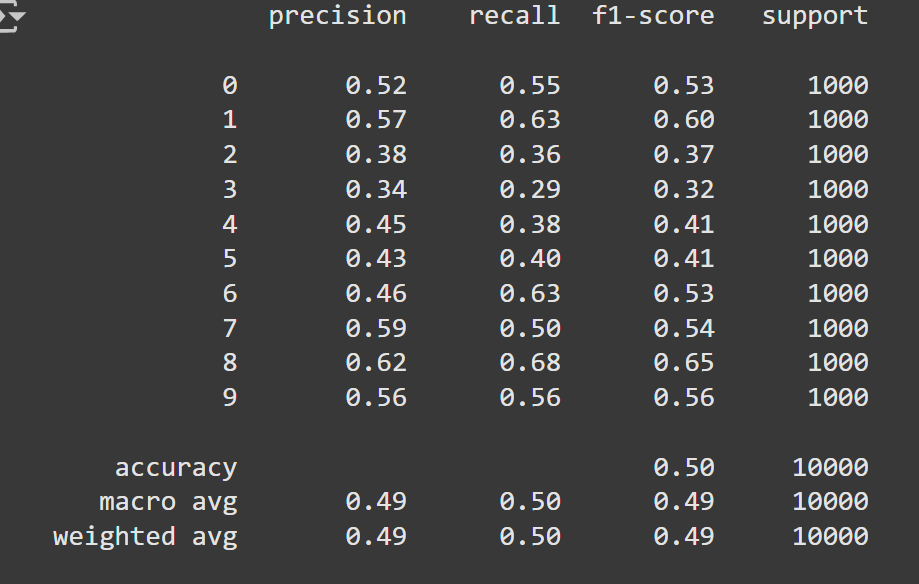 precision recall f1-score support
0 0.52 0.55 0.53 1000
1 0.57 0.63 0.60 1000
2 0.38 0.36 0.37 1000
3 0.34 0.29 0.32 1000
4 0.45 0.38 0.41 1000
5 0.43 0.40 0.41 1000
6 0.46 0.63 0.53 1000
7 0.59 0.50 0.54 1000
8 0.62 0.68 0.65 1000
9 0.56 0.56 0.56 1000
accuracy 0.50 10000
macro avg 0.49 0.50 0.49 10000
weighted avg 0.49 0.50 0.49 10000